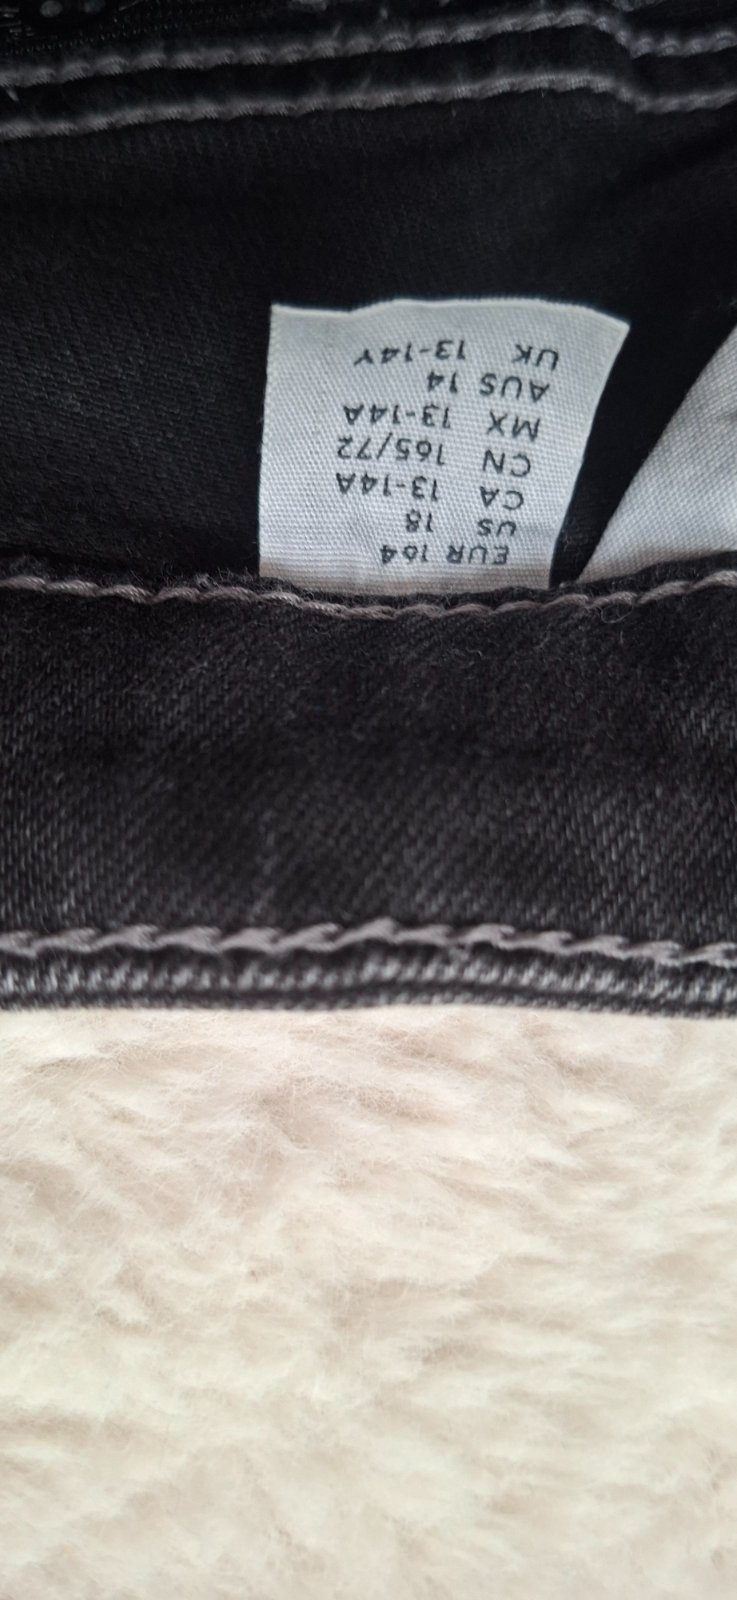 EUR 164
US 18
CA 13-14A
CN 165/72
MX 13-14A
AUS 14
UK 13-14Y